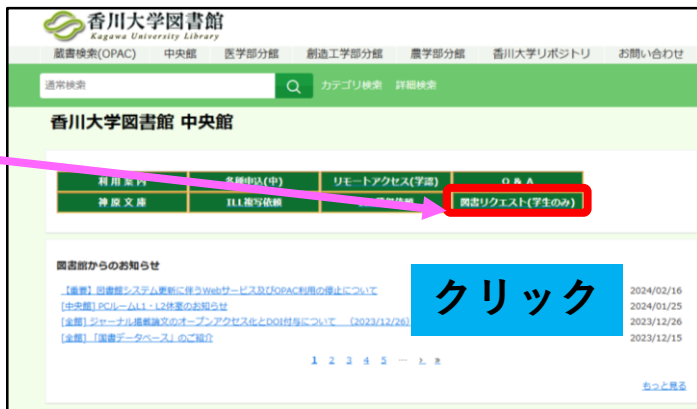 香川大学図書館
Kagawa University Library
蔵書検索(OPAC) 中央館 医学部分館 創造工学部分館 農学部分館 香川大学リポジトリ お問い合わせ
通常検索 カテゴリ検索 詳細検索
香川大学図書館 中央館
利用案内 各種申込(中) リモートアクセス(学認) Q & A
神原文庫 ILL複写依頼 依頼 図書リクエスト(学生のみ)
図書館からのお知らせ
【重要】図書館システム更新に伴うWebサービス及びOPAC利用の停止について 2024/02/16
[中央館] PCルームL1・L2休室のお知らせ 2024/01/25
[全館] ジャーナル掲載論文のオープンアクセス化とDOI付与について (2023/12/26) 2023/12/26
[全館] 「国書データベース」のご紹介 2023/12/15
クリック
1 2 3 4 5 … > »
もっと見る